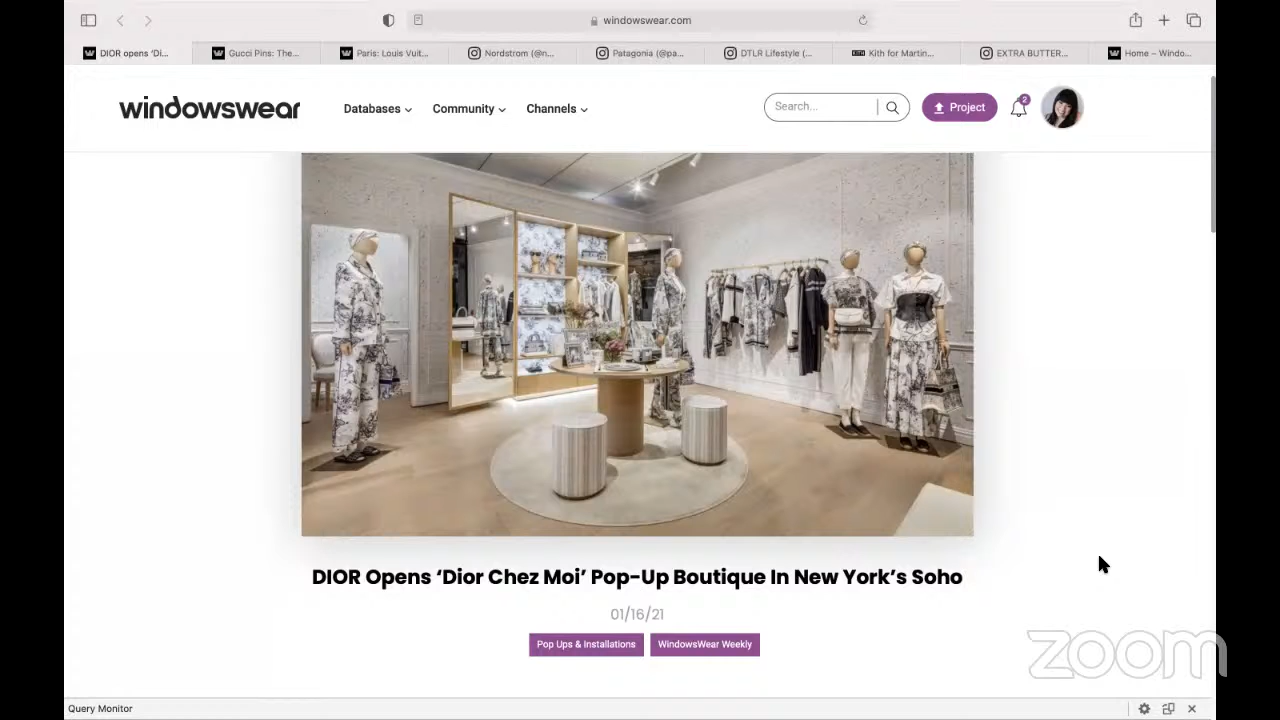 windowswear.com
DIOR opens ‘Di...
Gucci Pins: The...
Paris: Louis Vuit...
Nordstrom (@n...
Patagonia (@pa...
DTLR Lifestyle (...
Kith for Martin...
EXTRA BUTTER...
Home – Windo...
windowswear
Databases
Community
Channels
Search...
Project
2
DIOR Opens ‘Dior Chez Moi’ Pop-Up Boutique In New York’s Soho
01/16/21
Pop Ups & Installations
WindowsWear Weekly
zoom
Query Monitor